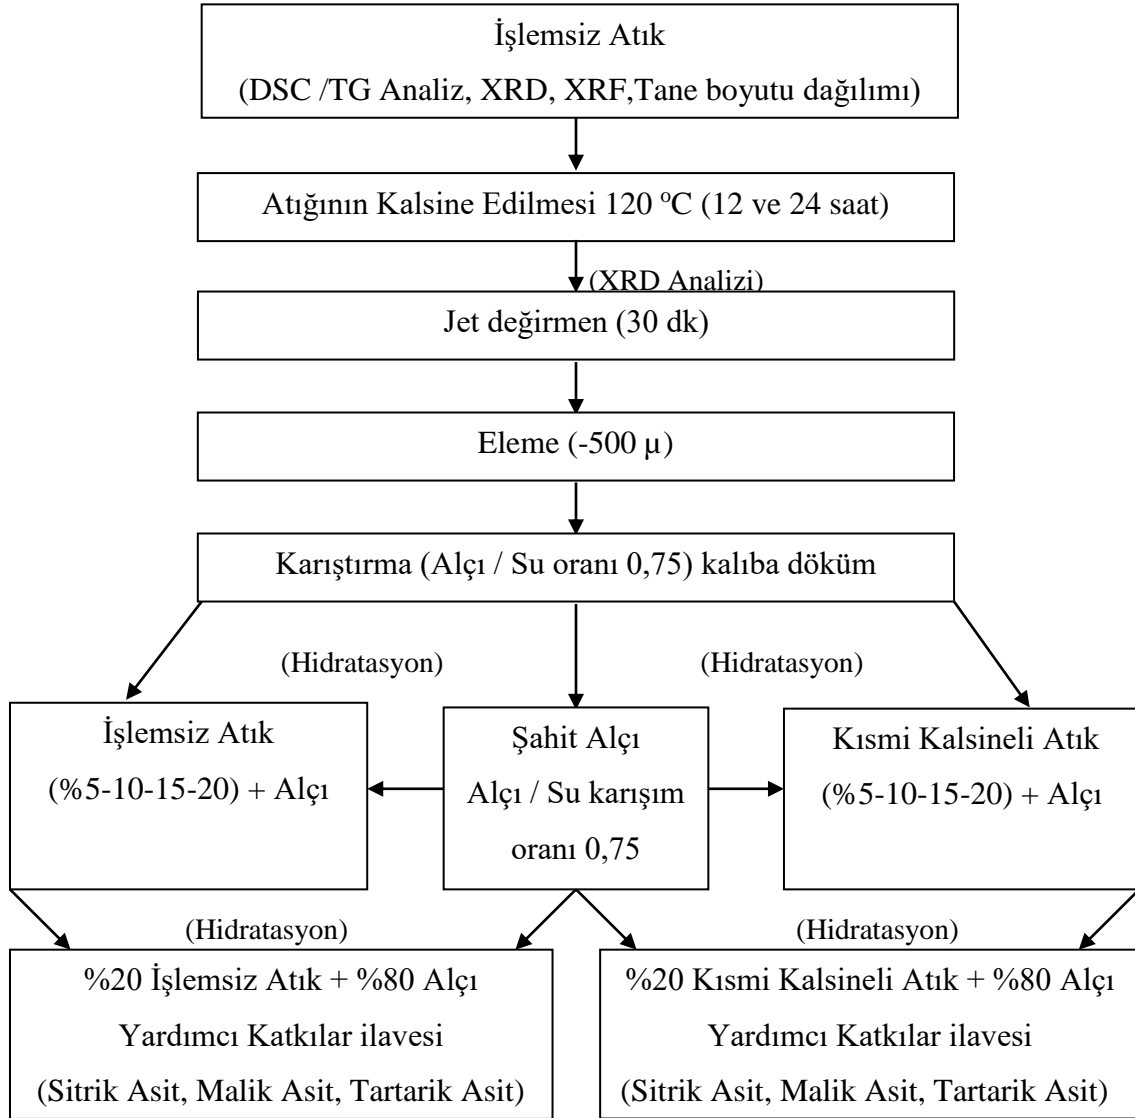 İşlemsiz Atık
(DSC /TG Analiz, XRD, XRF,Tane boyutu dağılımı)
Atığının Kalsine Edilmesi 120 ºC (12 ve 24 saat)
(XRD Analizi)
Jet değirmen (30 dk)
Eleme (-500 µ)
Karıştırma (Alçı / Su oranı 0,75) kalıba döküm
(Hidratasyon)
(Hidratasyon)
İşlemsiz Atık
(%5-10-15-20) + Alçı
Şahit Alçı
Alçı / Su karışım
oranı 0,75
Kısmi Kalsineli Atık
(%5-10-15-20) + Alçı
(Hidratasyon)
(Hidratasyon)
%20 İşlemsiz Atık + %80 Alçı
Yardımcı Katkılar ilavesi
(Sitrik Asit, Malik Asit, Tartarik Asit)
%20 Kısmi Kalsineli Atık + %80 Alçı
Yardımcı Katkılar ilavesi
(Sitrik Asit, Malik Asit, Tartarik Asit)